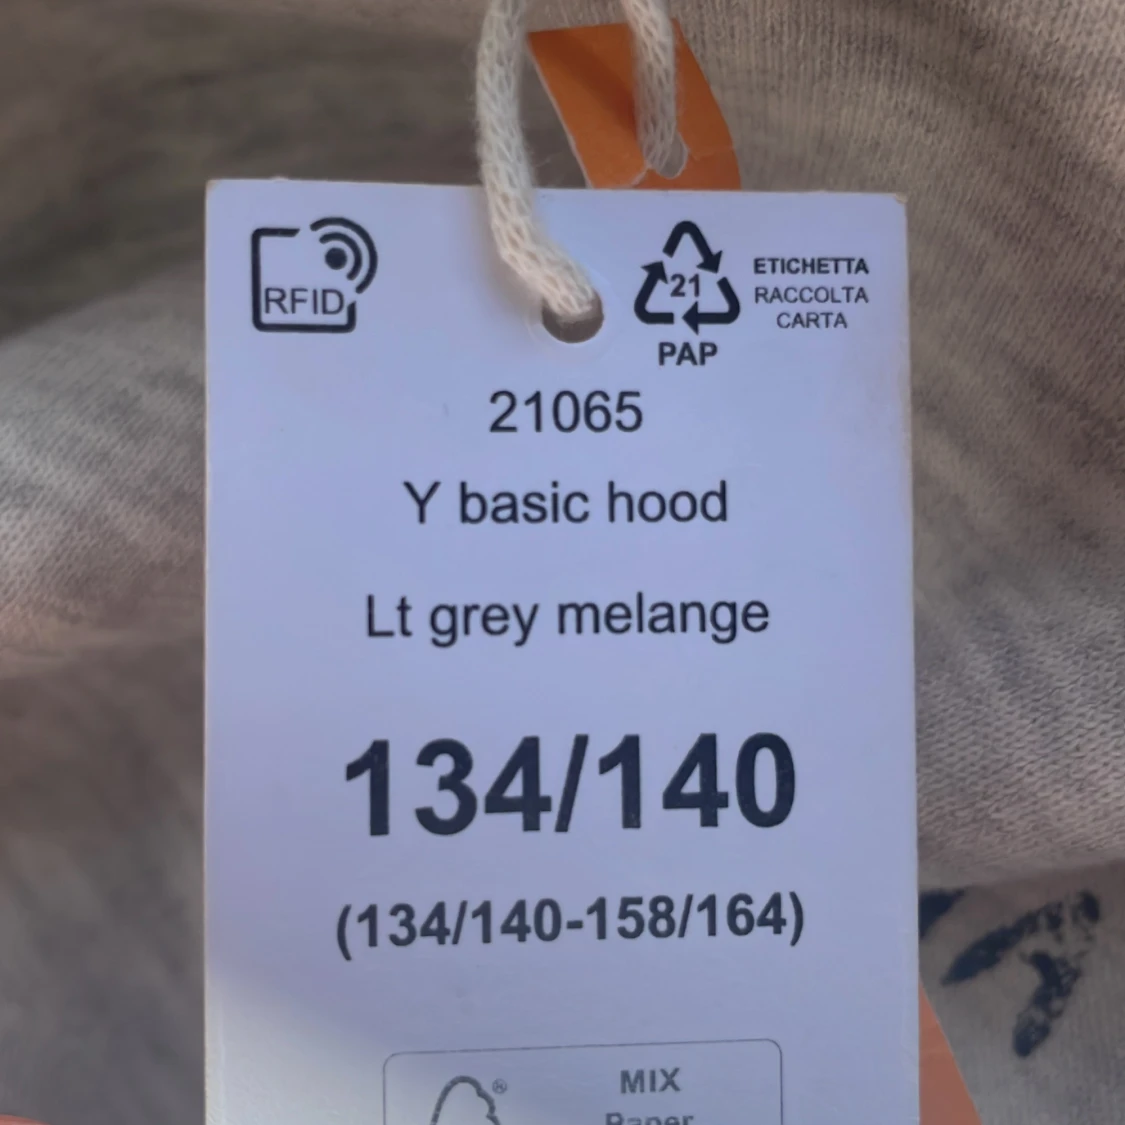 RFID
21
PAP
ETICHETTA
RACCOLTA
CARTA
21065
Y basic hood
Lt grey melange
134/140
(134/140-158/164)
®
MIX
Paper